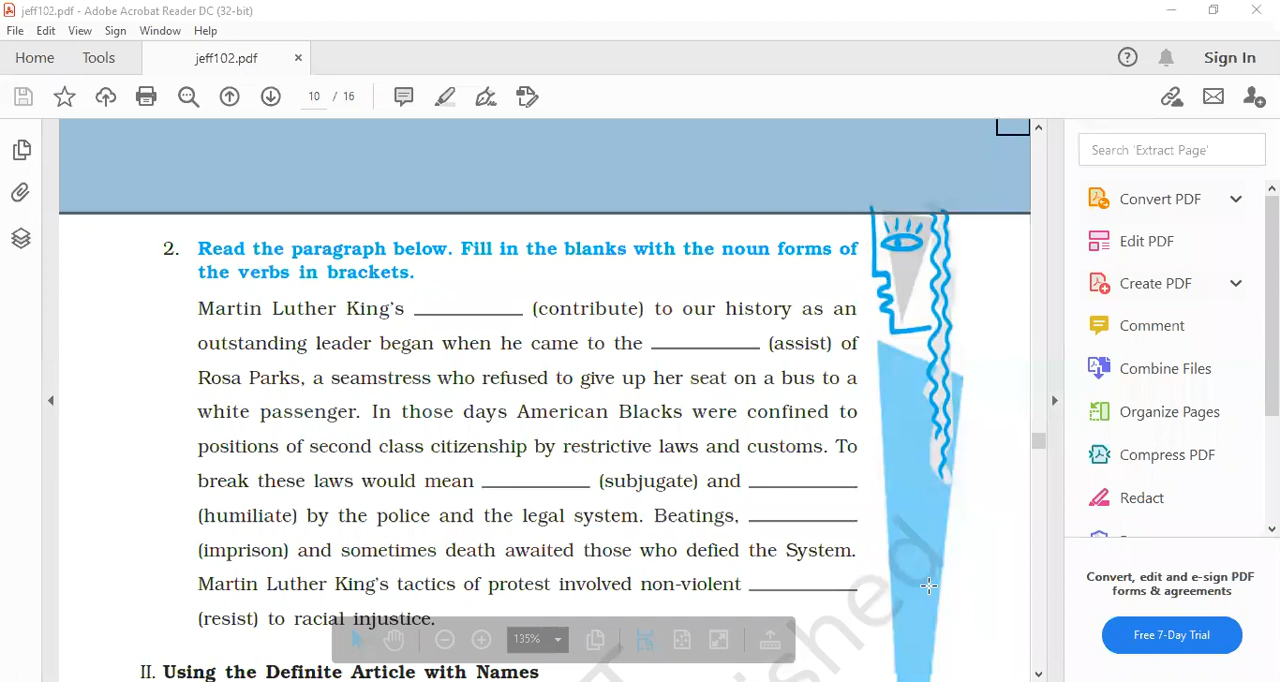 jeff102.pdf - Adobe Acrobat Reader DC (32-bit)
File Edit View Sign Window Help
Home Tools jeff102.pdf × ? Sign In
10 / 16
Search 'Extract Page'
Convert PDF
Edit PDF
Create PDF
Comment
Combine Files
Organize Pages
Compress PDF
Redact
Convert, edit and e-sign PDF
forms & agreements
Free 7-Day Trial
2. Read the paragraph below. Fill in the blanks with the noun forms of
the verbs in brackets.
Martin Luther King's __________ (contribute) to our history as an
outstanding leader began when he came to the __________ (assist) of
Rosa Parks, a seamstress who refused to give up her seat on a bus to a
white passenger. In those days American Blacks were confined to
positions of second class citizenship by restrictive laws and customs. To
break these laws would mean __________ (subjugate) and __________
(humiliate) by the police and the legal system. Beatings, __________
(imprison) and sometimes death awaited those who defied the System.
Martin Luther King's tactics of protest involved non-violent __________
(resist) to racial injustice.
135%
II. Using the Definite Article with Names